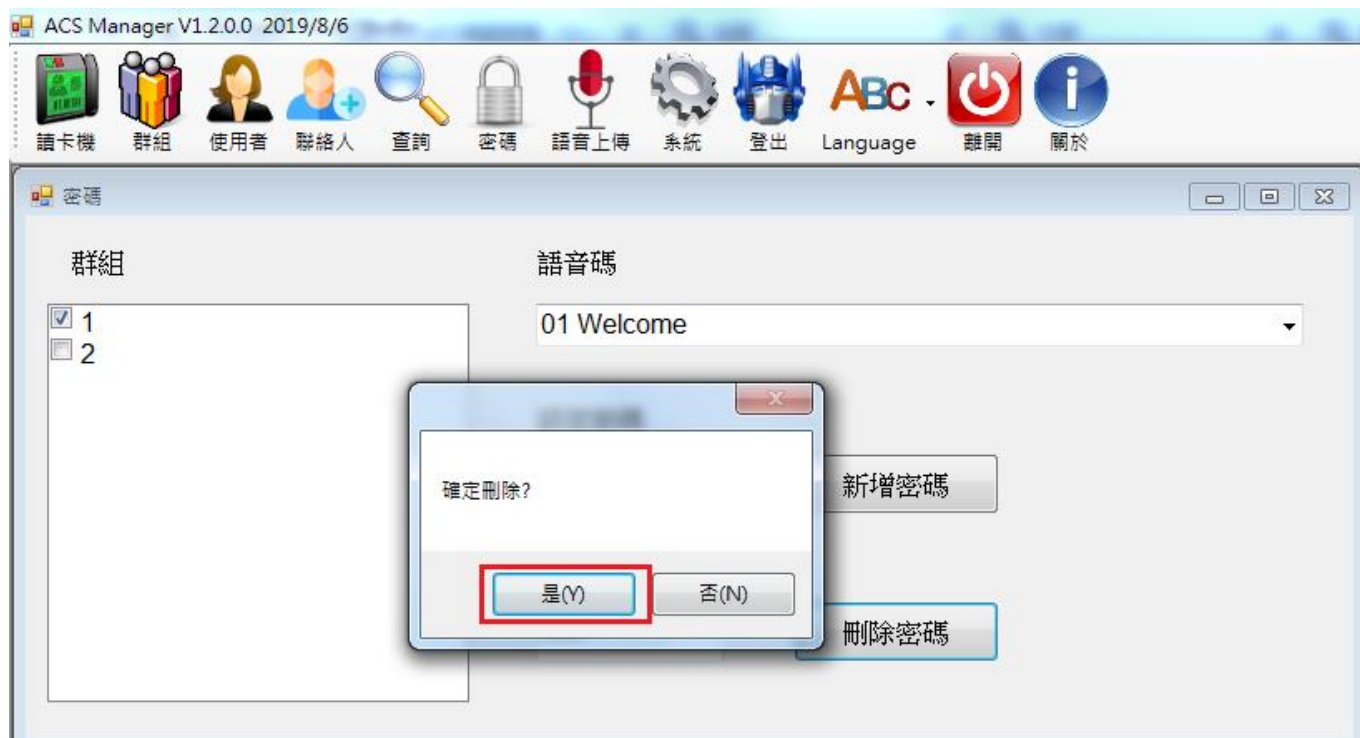 ACS Manager V1.2.0.0 2019/8/6
ABC
讀卡機 群組 使用者 聯絡人 查詢 密碼 語音上傳 系統 登出 Language 離開 關於
密碼
群組 語音碼
1
2
01 Welcome
確定刪除?
是(Y) 否(N)
新增密碼
刪除密碼